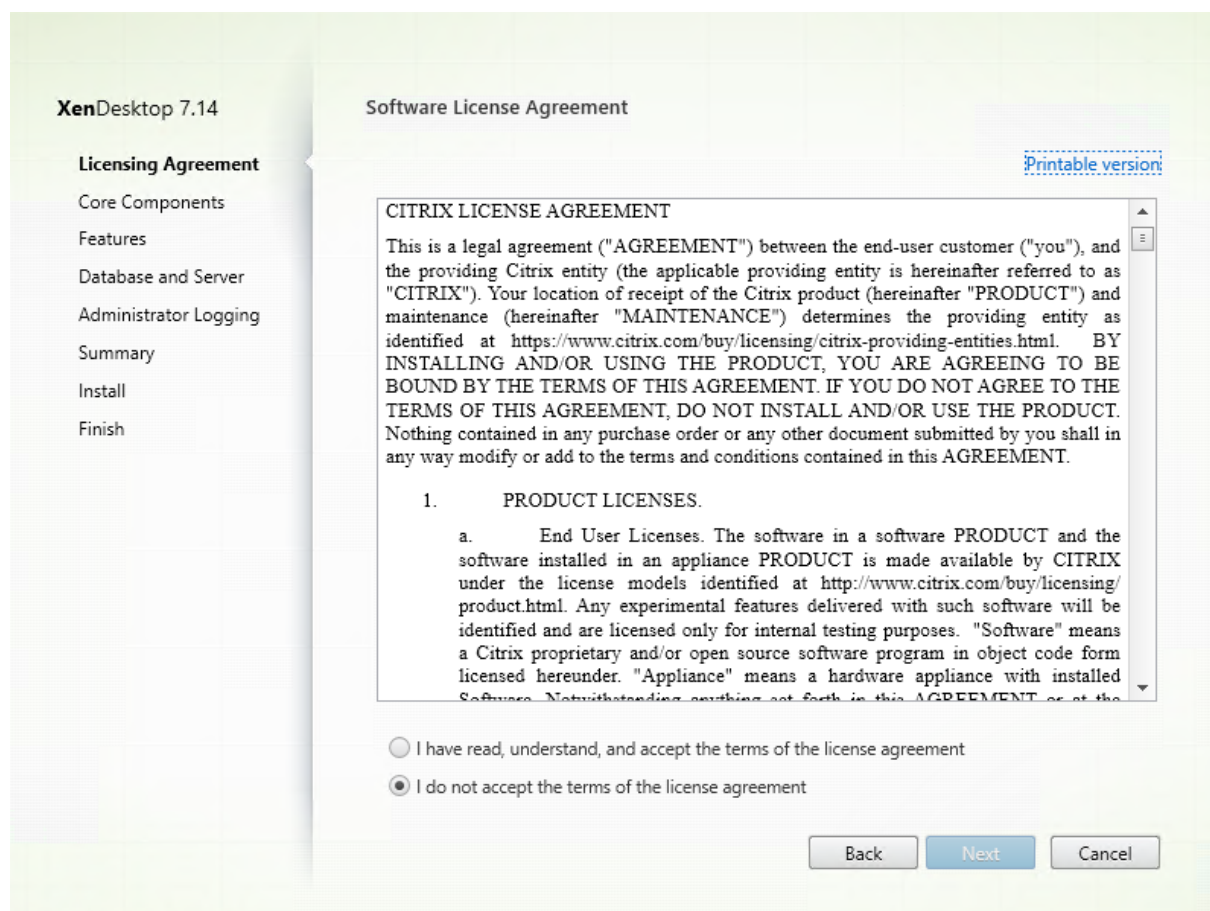 XenDesktop 7.14
Licensing Agreement
Core Components
Features
Database and Server
Administrator Logging
Summary
Install
Finish
Software License Agreement
Printable version
CITRIX LICENSE AGREEMENT
This is a legal agreement ("AGREEMENT") between the end-user customer ("you"), and
the providing Citrix entity (the applicable providing entity is hereinafter referred to as
"CITRIX"). Your location of receipt of the Citrix product (hereinafter "PRODUCT") and
maintenance (hereinafter "MAINTENANCE") determines the providing entity as
identified at https://www.citrix.com/buy/licensing/citrix-providing-entities.html. BY
INSTALLING AND/OR USING THE PRODUCT, YOU ARE AGREEING TO BE
BOUND BY THE TERMS OF THIS AGREEMENT. IF YOU DO NOT AGREE TO THE
TERMS OF THIS AGREEMENT, DO NOT INSTALL AND/OR USE THE PRODUCT.
Nothing contained in any purchase order or any other document submitted by you shall in
any way modify or add to the terms and conditions contained in this AGREEMENT.
1. PRODUCT LICENSES.
a. End User Licenses. The software in a software PRODUCT and the
software installed in an appliance PRODUCT is made available by CITRIX
under the license models identified at http://www.citrix.com/buy/licensing/
product.html. Any experimental features delivered with such software will be
identified and are licensed only for internal testing purposes. "Software" means
a Citrix proprietary and/or open source software program in object code form
licensed hereunder. "Appliance" means a hardware appliance with installed
Software. Notwithstanding anything set forth in this AGREEMENT or at the
I have read, understand, and accept the terms of the license agreement
I do not accept the terms of the license agreement
Back
Next
Cancel